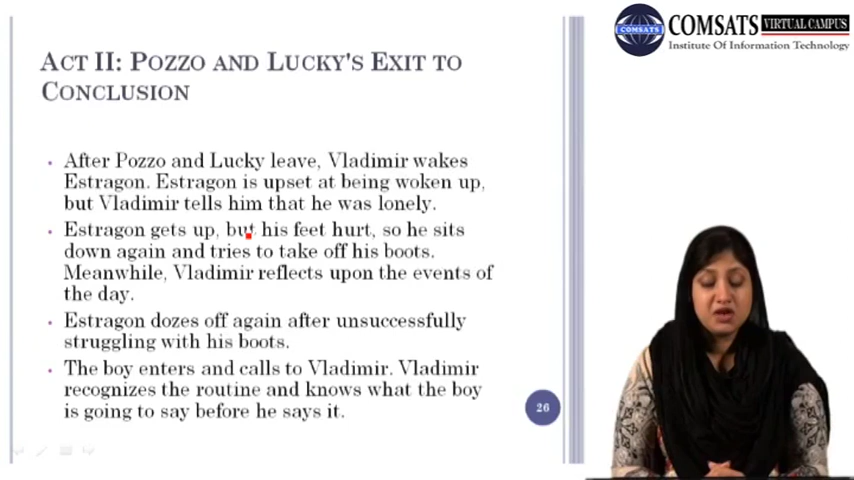 COMSATS
COMSATS VIRTUAL CAMPUS
Institute Of Information Technology
ACT II: POZZO AND LUCKY'S EXIT TO
CONCLUSION
• After Pozzo and Lucky leave, Vladimir wakes
Estragon. Estragon is upset at being woken up,
but Vladimir tells him that he was lonely.
• Estragon gets up, but his feet hurt, so he sits
down again and tries to take off his boots.
Meanwhile, Vladimir reflects upon the events of
the day.
• Estragon dozes off again after unsuccessfully
struggling with his boots.
• The boy enters and calls to Vladimir. Vladimir
recognizes the routine and knows what the boy
is going to say before he says it.
26